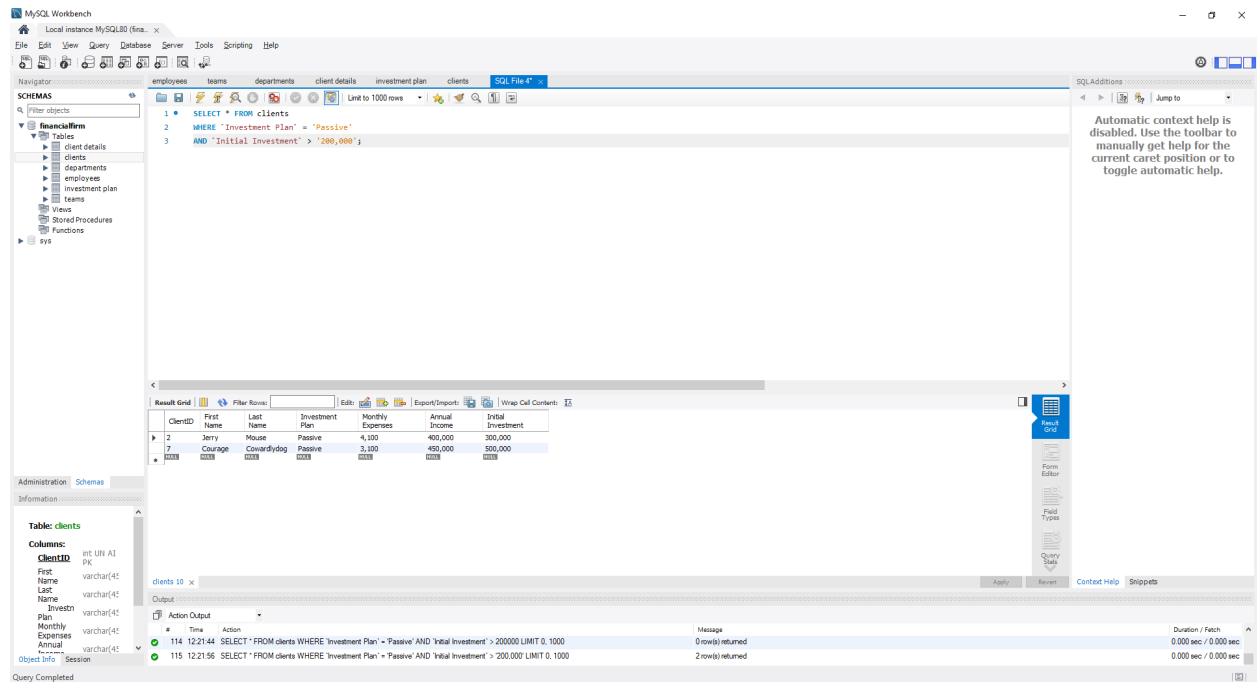 MySQL Workbench
Local instance MySQL80 (fina... ×
File Edit View Query Database Server Tools Scripting Help
Navigator employees teams departments client details investment plan clients SQL File 4* × SQLAdditions
SCHEMAS Limit to 1000 rows Jump to
Filter objects
1 SELECT * FROM clients
2 WHERE `Investment Plan` = 'Passive'
3 AND `Initial Investment` > '200,000';
financialfirm
Tables
client details
clients
departments
employees
investment plan
teams
Views
Stored Procedures
Functions
sys
Automatic context help is
disabled. Use the toolbar to
manually get help for the
current caret position or to
toggle automatic help.
Result Grid Filter Rows: Edit: Export/Import: Wrap Cell Content:
ClientID First Name Last Name Investment Plan Monthly Expenses Annual Income Initial Investment
2 Jerry Mouse Passive 4,100 400,000 300,000
7 Courage Cowardlydog Passive 3,100 450,000 500,000
NULL NULL NULL NULL NULL NULL NULL
Result
Grid
Form
Editor
Field
Types
Query
Stats
Administration Schemas
Information
Table: clients
Columns:
ClientID int UN AI
PK
First
Name varchar(45
Last
Name varchar(45
Investn
Plan varchar(45
Monthly
Expenses varchar(45
Annual
varchar(45
Object Info Session
clients 10 × Apply Revert Context Help Snippets
Output
Action Output
# Time Action Message Duration / Fetch
114 12:21:44 SELECT * FROM clients WHERE `Investment Plan` = 'Passive' AND `Initial Investment` > 200000 LIMIT 0, 1000 0 row(s) returned 0.000 sec / 0.000 sec
115 12:21:56 SELECT * FROM clients WHERE `Investment Plan` = 'Passive' AND `Initial Investment` > '200,000' LIMIT 0, 1000 2 row(s) returned 0.000 sec / 0.000 sec
Query Completed